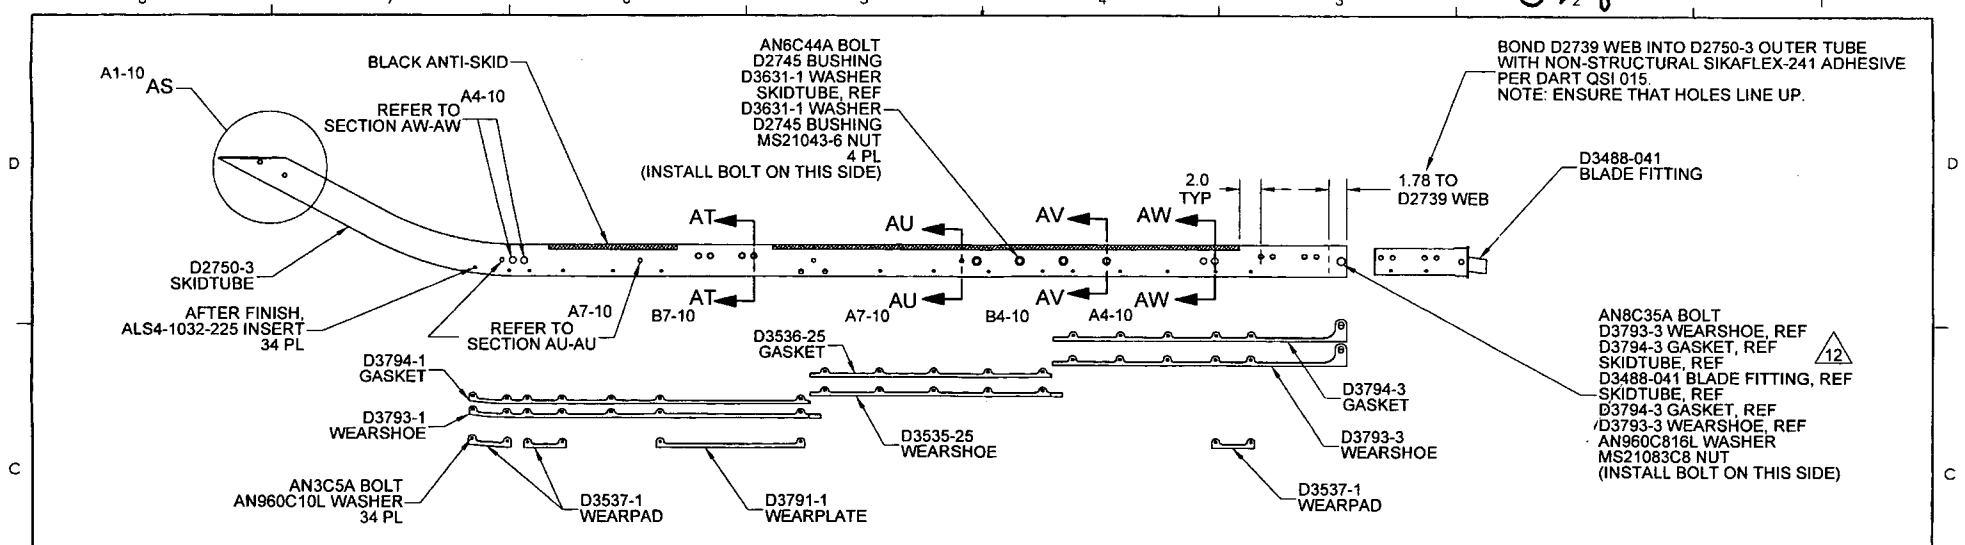 4
3
2
A1-10
AS
BLACK ANTI-SKID
A4-10
REFER TO
SECTION AW-AW
AN6C44A BOLT
D2745 BUSHING
D3631-1 WASHER
SKIDTUBE, REF
D3631-1 WASHER
D2745 BUSHING
MS21043-6 NUT
4 PL
(INSTALL BOLT ON THIS SIDE)
BOND D2739 WEB INTO D2750-3 OUTER TUBE
WITH NON-STRUCTURAL SIKAFLEX-241 ADHESIVE
PER DART QSI 015.
NOTE: ENSURE THAT HOLES LINE UP.
D
D
2.0
TYP
1.78 TO
D2739 WEB
D3488-041
BLADE FITTING
AT
AU
AV
AW
D2750-3
SKIDTUBE
AT
AU
AV
AW
AFTER FINISH,
ALS4-1032-225 INSERT
34 PL
A7-10
REFER TO
SECTION AU-AU
B7-10
A7-10
B4-10
A4-10
D3794-1
GASKET
D3536-25
GASKET
D3794-3
GASKET
D3793-1
WEARSHOE
D3535-25
WEARSHOE
D3793-3
WEARSHOE
AN8C35A BOLT
D3793-3 WEARSHOE, REF
D3794-3 GASKET, REF
SKIDTUBE, REF
D3488-041 BLADE FITTING, REF
SKIDTUBE, REF
D3794-3 GASKET, REF
D3793-3 WEARSHOE, REF
AN960C816L WASHER
MS21083C8 NUT
(INSTALL BOLT ON THIS SIDE)
12
C
C
AN3C5A BOLT
AN960C10L WASHER
34 PL
D3537-1
WEARPAD
D3791-1
WEARPLATE
D3537-1
WEARPAD